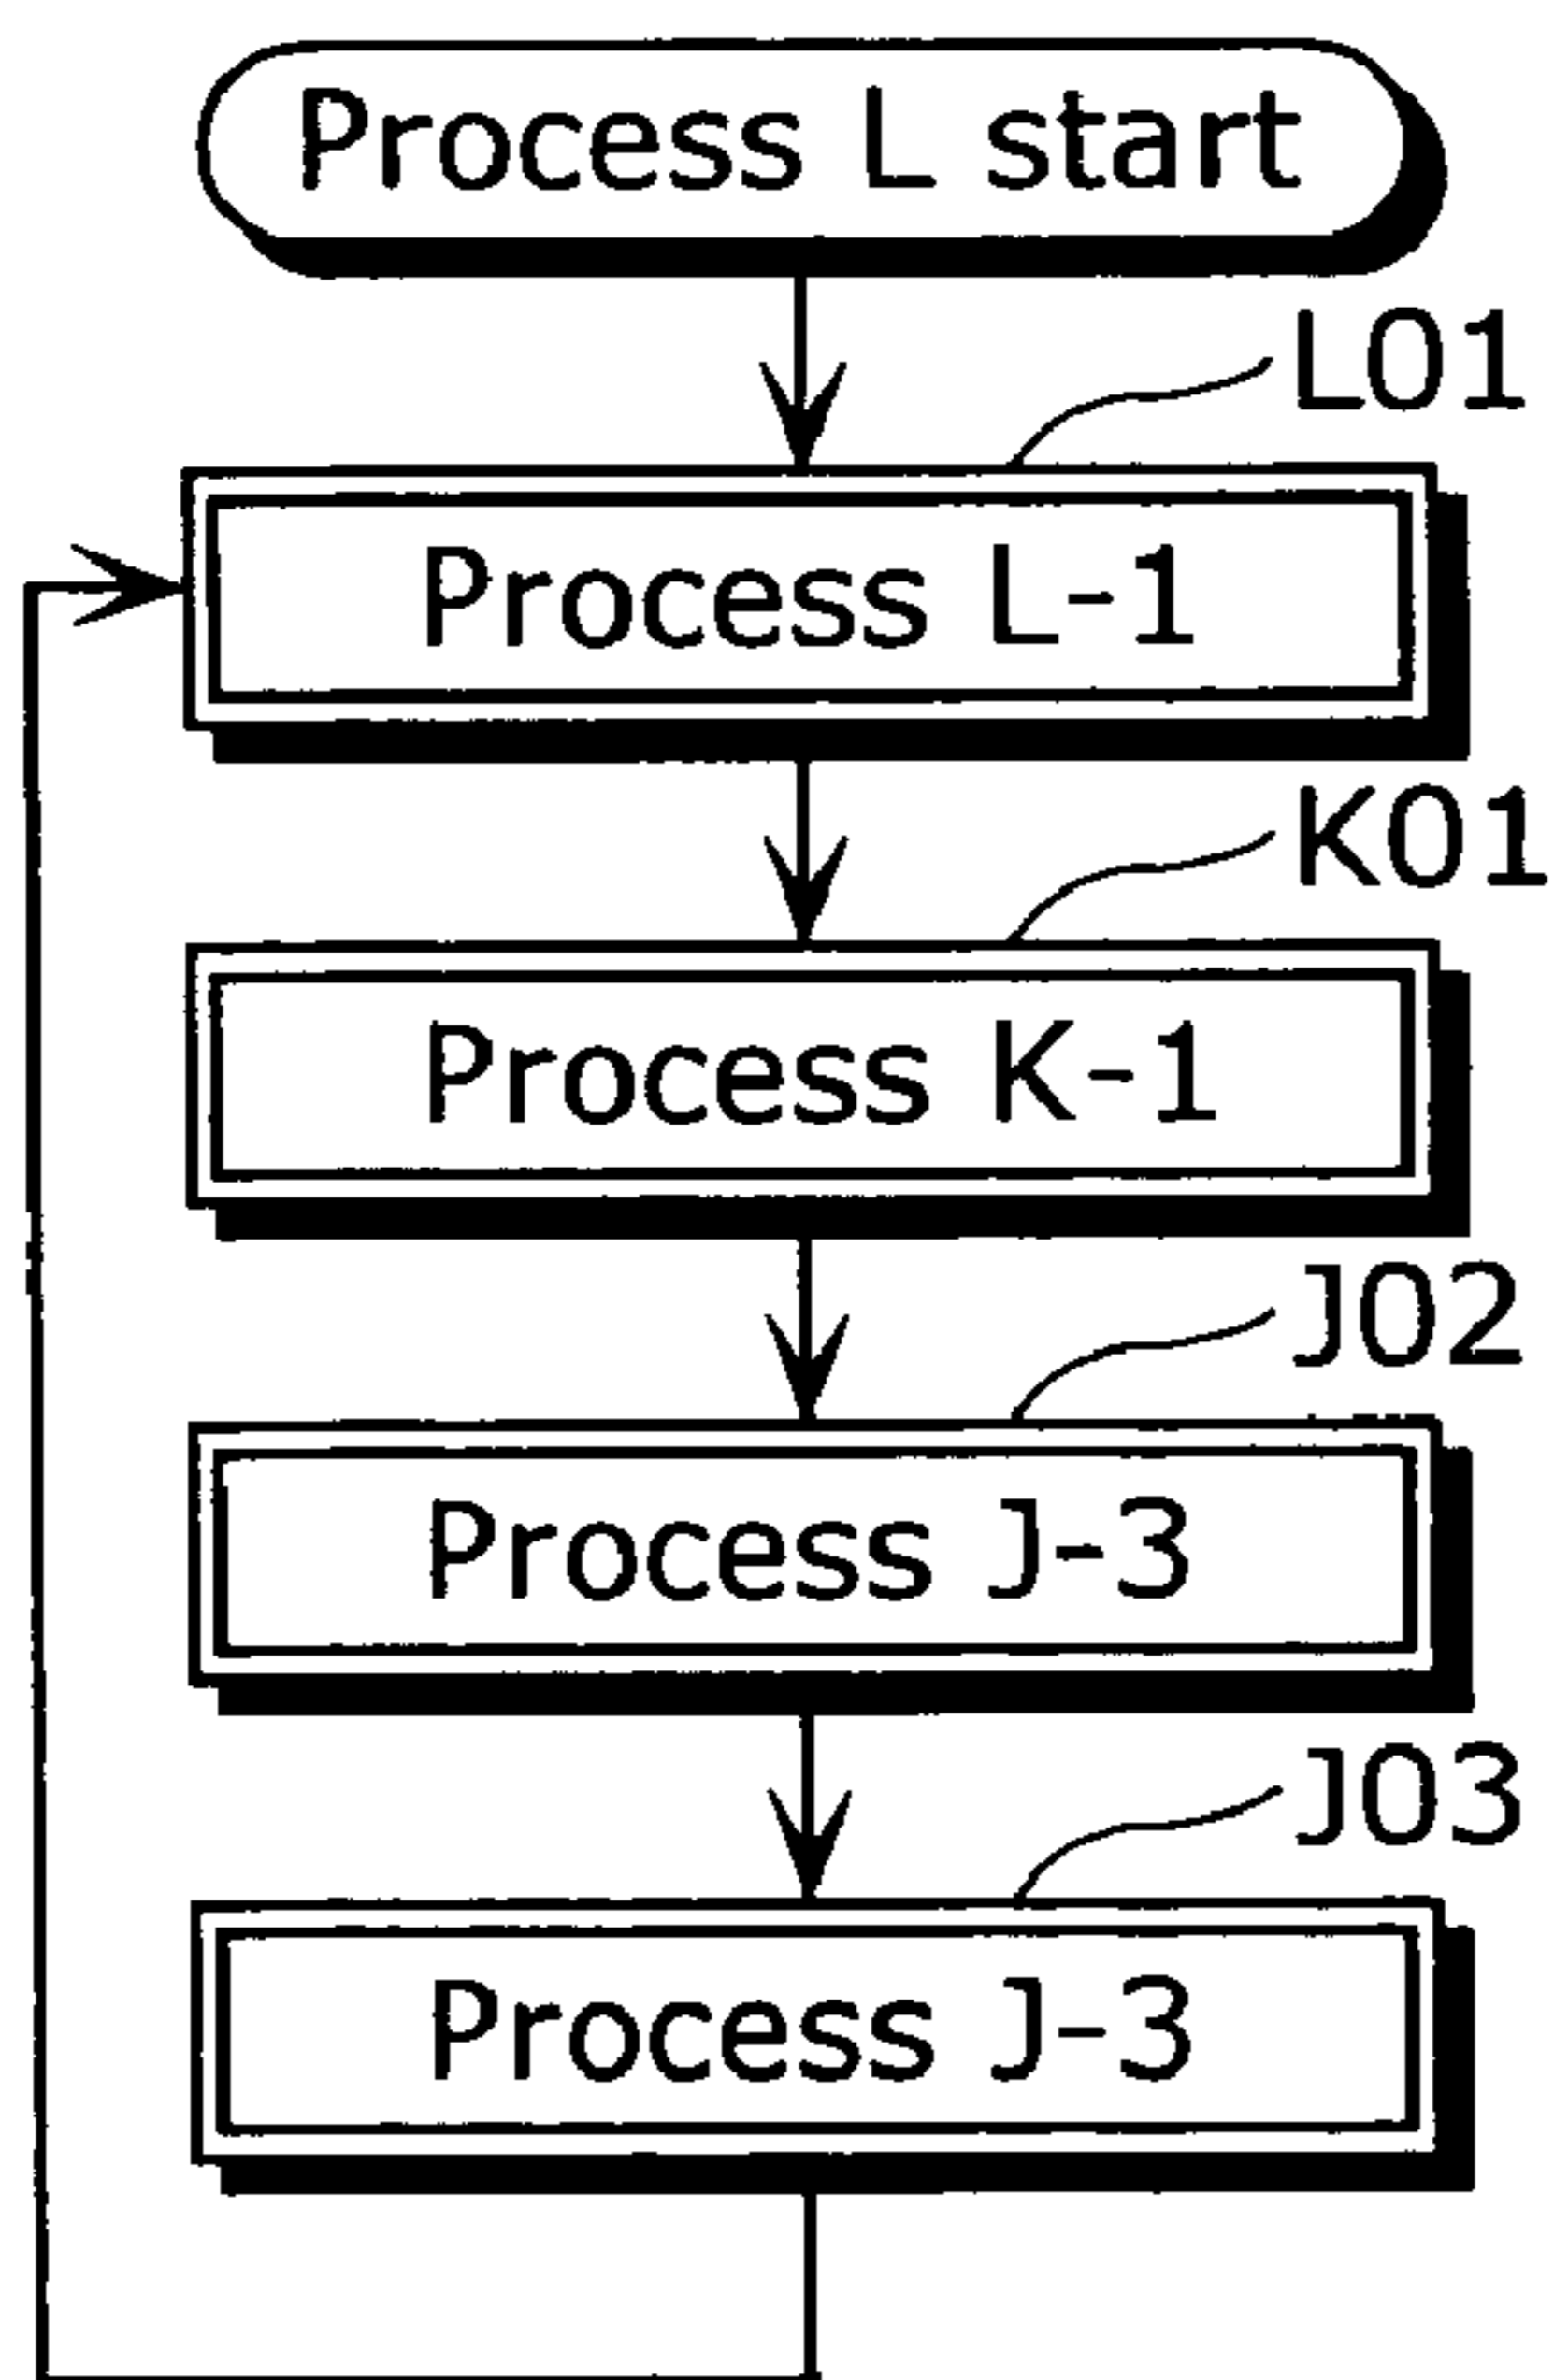 Process L start
L01
Process L-1
K01
Process K-1
J02
Process J-3
J03
Process J-3